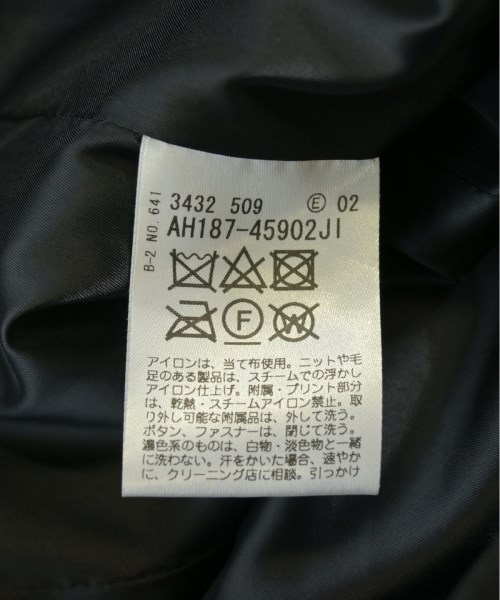 B-2 NO.641
3432 509 Ⓔ 02
AH187-45902JI
F
W
アイロンは、当て布使用。ニットや毛
足のある製品は、スチームでの浮かし
アイロン仕上げ。附属・プリント部分
は、乾熱・スチームアイロン禁止。取
り外し可能な附属品は、外して洗う。
ボタン、ファスナーは、閉じて洗う。
濃色系のものは、白物・淡色物と一緒
に洗わない。汗をかいた場合、速やか
に、クリーニング店に相談。引っかけ